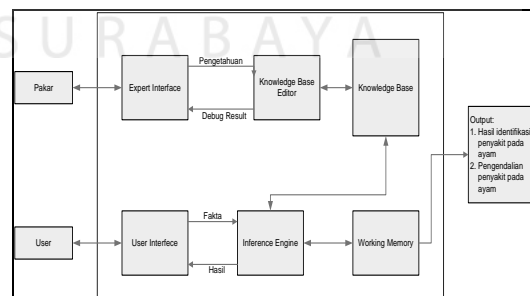 SURABAYA
Pakar
Expert Interface
Pengetahuan
Debug Result
Knowledge Base
Editor
Knowledge Base
Output:
1. Hasil identifikasi
penyakit pada
ayam
2. Pengendalian
penyakit pada
ayam
User
User Interfece
Fakta
Hasil
Inference Engine
Working Memory